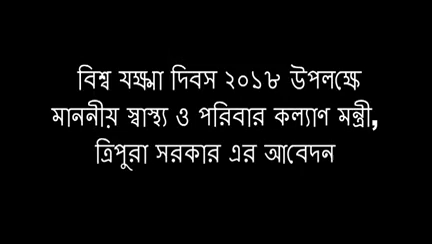 বিশ্ব যক্ষ্মা দিবস ২০১৮ উপলক্ষে
মাননীয় স্বাস্থ্য ও পরিবার কল্যাণ মন্ত্রী,
ত্রিপুরা সরকার এর আবেদন